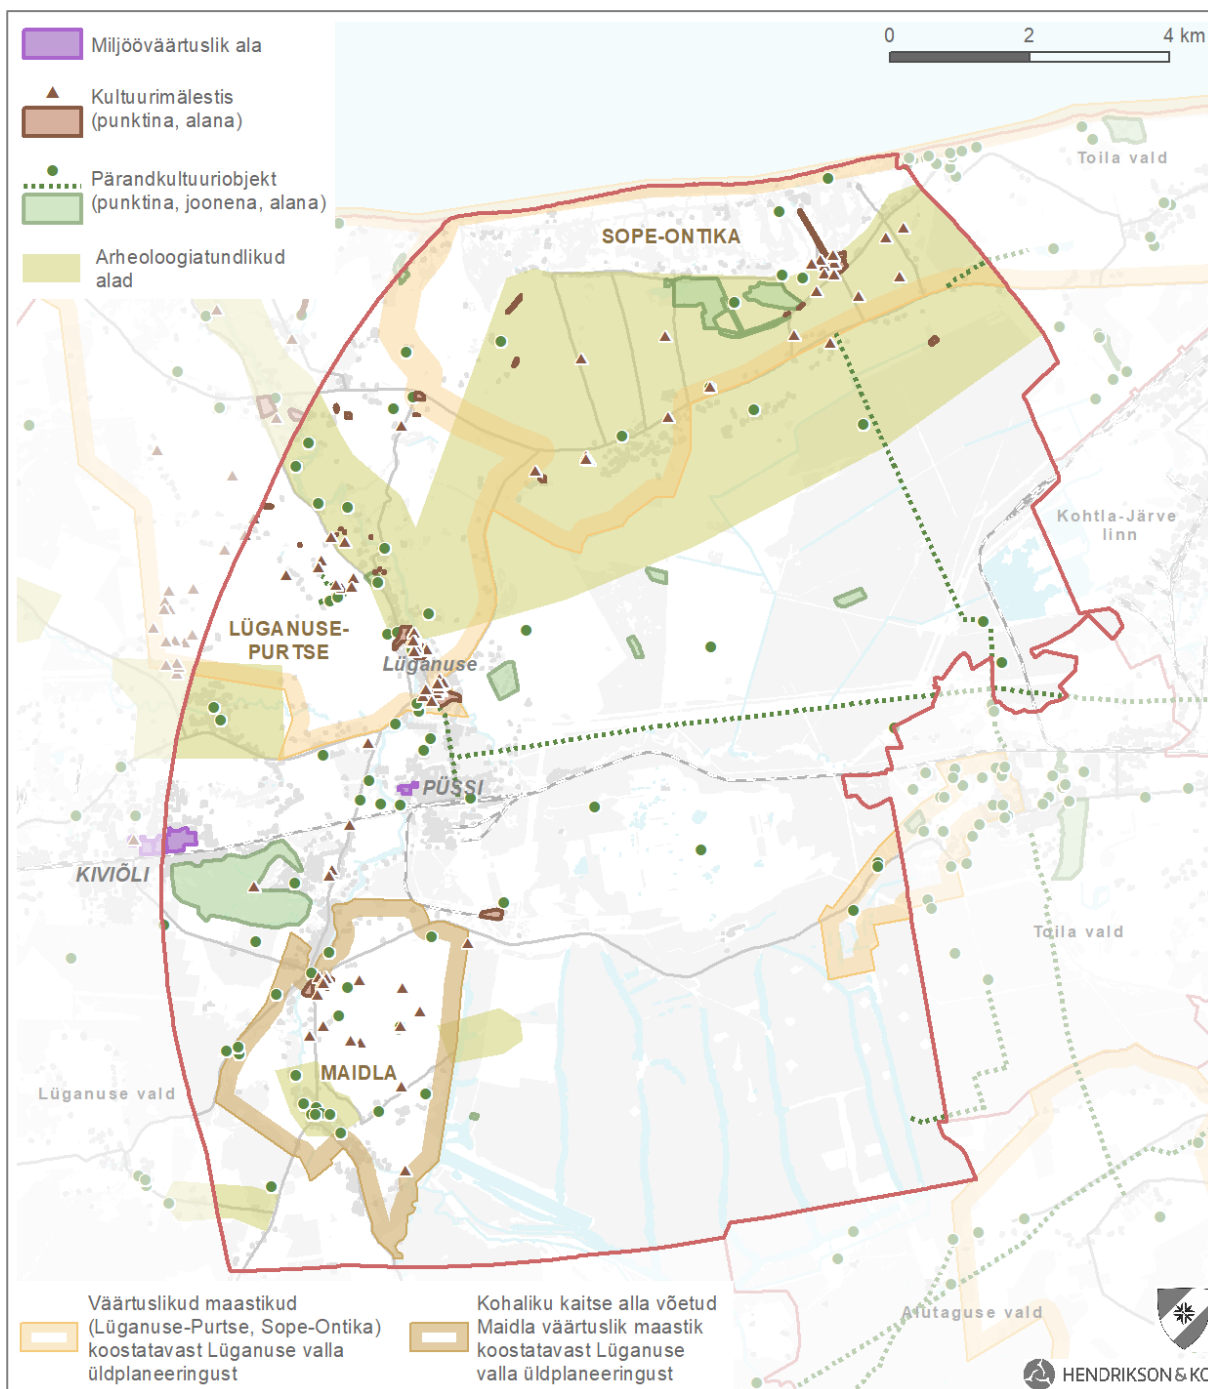 Miljööväärtuslik ala
Kultuurimälestis
(punktina, alana)
Pärandkultuuriobjekt
(punktina, joonena, alana)
Arheoloogiatundlikud
alad
0 2 4 km
Toila vald
SOPE-ONTIKA
Kohtla-Järve
linn
LÜGANUSE-
PURTSE
Lüganuse
PÜSSI
KIVIÕLI
Toila vald
MAIDLA
Lüganuse vald
Alutaguse vald
Väärtuslikud maastikud
(Lüganuse-Purtse, Sope-Ontika)
koostatavast Lüganuse valla
üldplaneeringust
Kohaliku kaitse alla võetud
Maidla väärtuslik maastik
koostatavast Lüganuse
valla üldplaneeringust
HENDRIKSON & KO